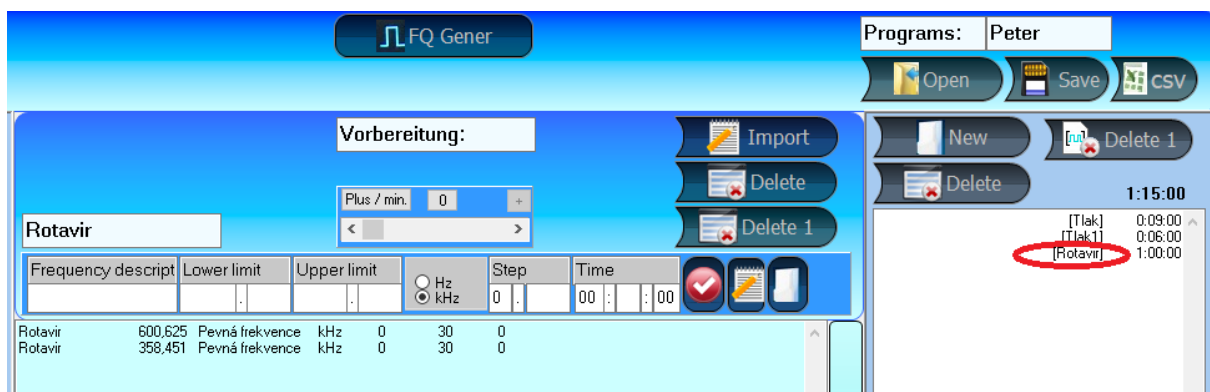 FQ Gener
Programs: Peter
Open Save CSV
Vorbereitung:
Import
New Delete 1
Delete
Delete
1:15:00
Plus / min. 0 +
< >
Rotavir
Delete 1
[Tlak] 0:09:00
[Tlak1] 0:06:00
[Rotavir] 1:00:00
Frequency descript Lower limit Upper limit Hz kHz Step Time
. . 0 . 00 : : 00
Rotavir 600,625 Pevná frekvence kHz 0 30 0
Rotavir 358,451 Pevná frekvence kHz 0 30 0